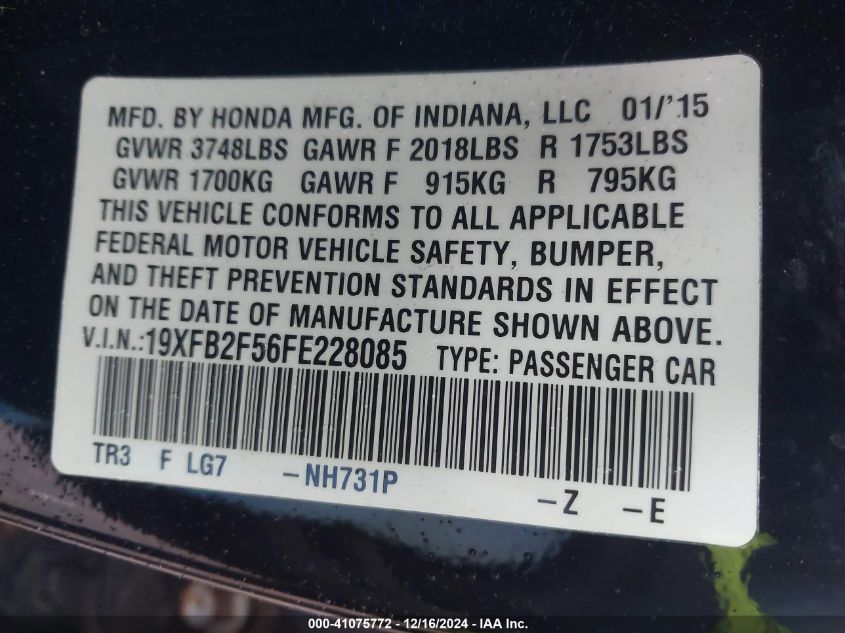 MFD. BY HONDA MFG. OF INDIANA, LLC 01/'15
GVWR 3748LBS GAWR F 2018LBS R 1753LBS
GVWR 1700KG GAWR F 915KG R 795KG
THIS VEHICLE CONFORMS TO ALL APPLICABLE
FEDERAL MOTOR VEHICLE SAFETY, BUMPER,
AND THEFT PREVENTION STANDARDS IN EFFECT
ON THE DATE OF MANUFACTURE SHOWN ABOVE.
V.I.N.:19XFB2F56FE228085 TYPE: PASSENGER CAR
TR3 F LG7 -NH731P -Z -E
000-41075772 - 12/16/2024 - IAA Inc.